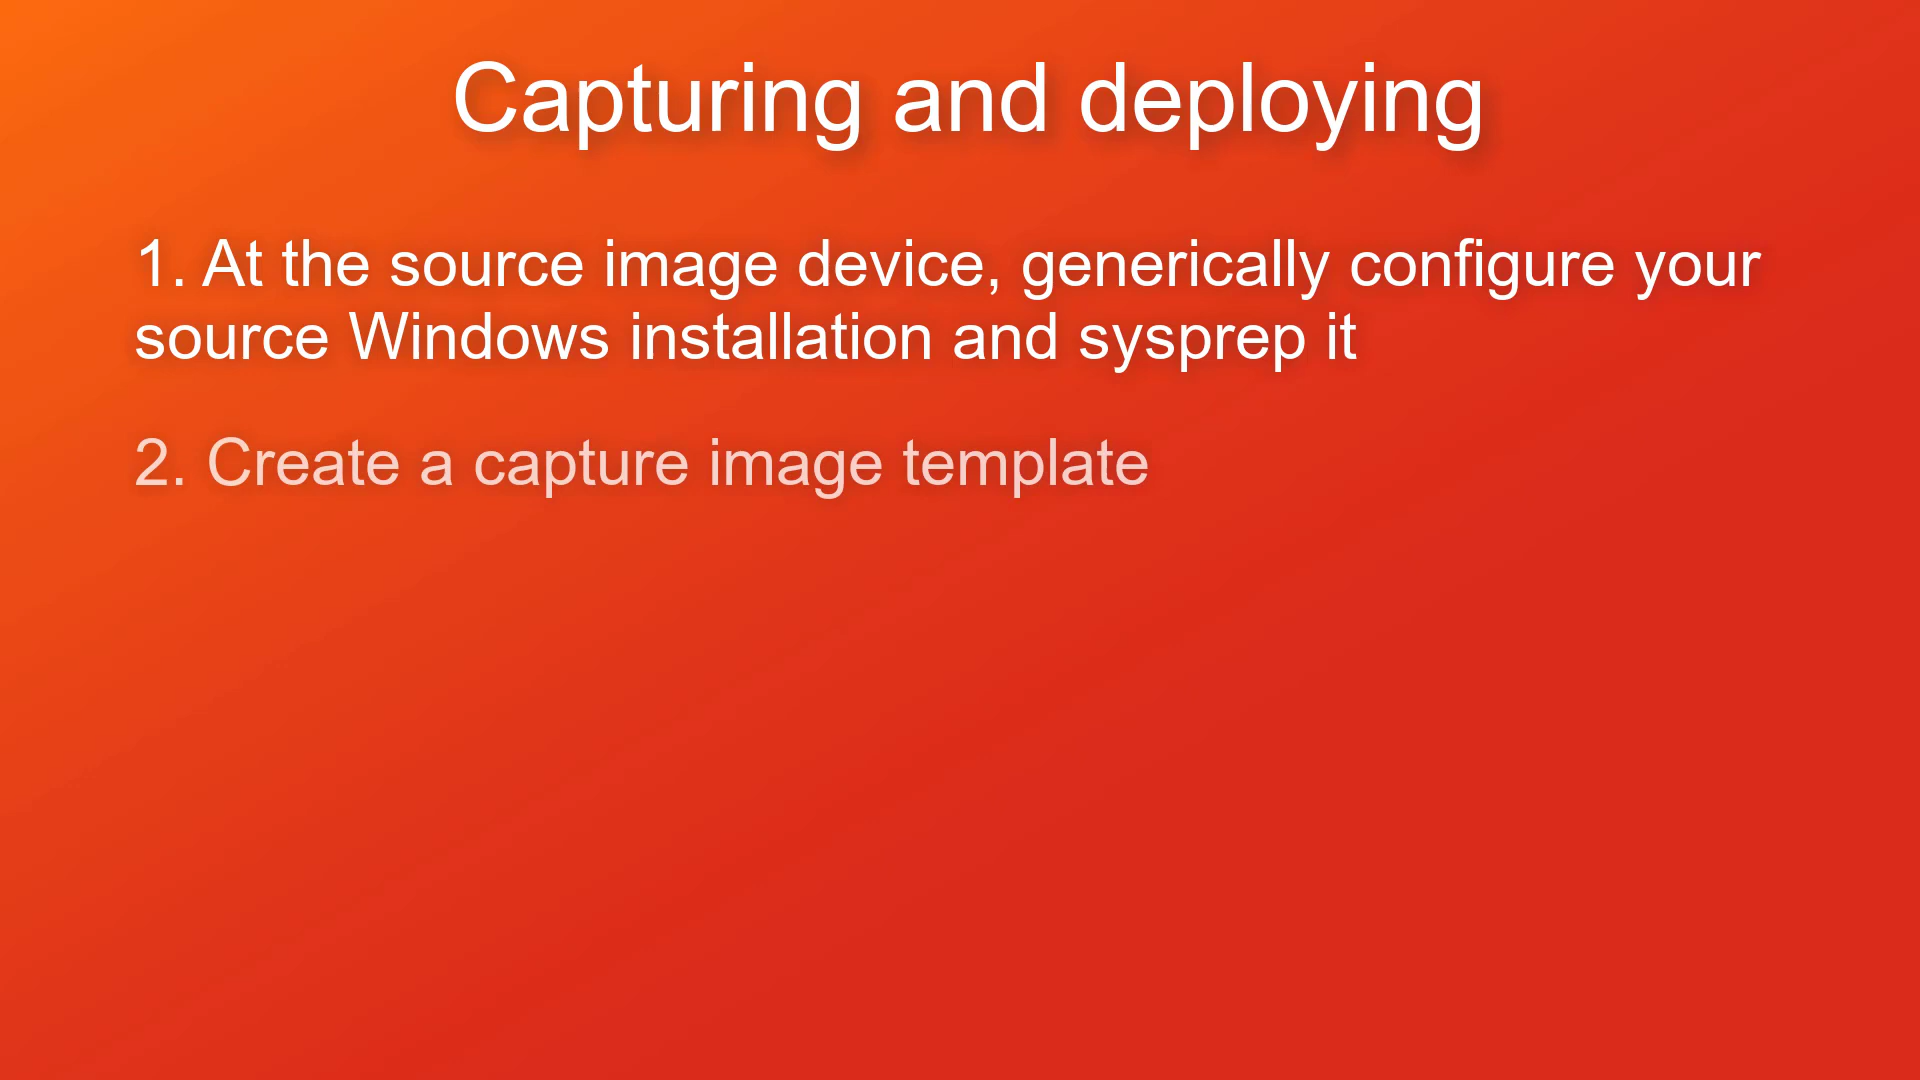 Capturing and deploying
1. At the source image device, generically configure your
source Windows installation and sysprep it
2. Create a capture image template